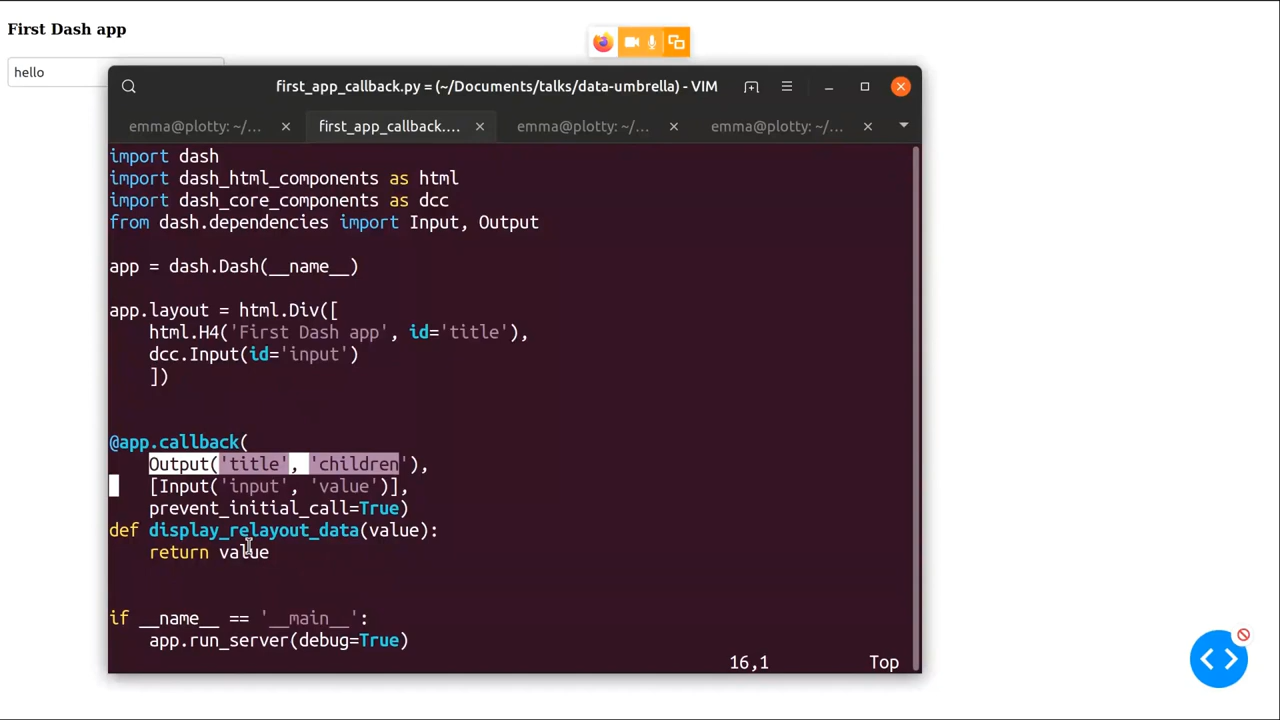 First Dash app
hello
first_app_callback.py = (~/Documents/talks/data-umbrella) - VIM
emma@plotty: ~/... first_app_callback.... emma@plotty: ~/... emma@plotty: ~/...
import dash
import dash_html_components as html
import dash_core_components as dcc
from dash.dependencies import Input, Output
app = dash.Dash(__name__)
app.layout = html.Div([
html.H4('First Dash app', id='title'),
dcc.Input(id='input')
])
@app.callback(
Output('title', 'children'),
[Input('input', 'value')],
prevent_initial_call=True)
def display_relayout_data(value):
return value
if __name__ == '__main__':
app.run_server(debug=True)
16,1 Top